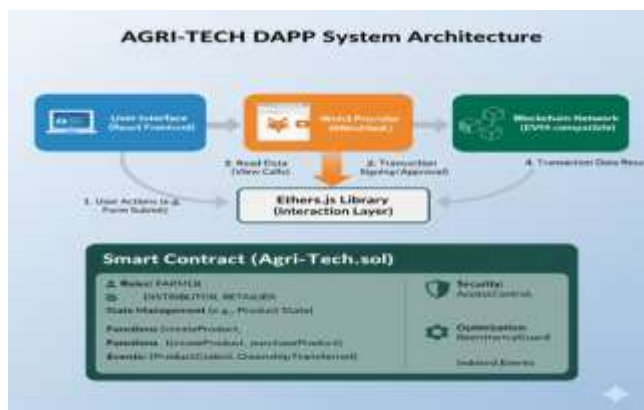 AGRI-TECH DAPP System Architecture
User Interface
(React Frontend)
Web3 Provider
Blockchain Network
(EVM-compatible)
2. Read Data
(View Calls)
3. Transaction
Signing/Approval
4. Transaction Data
1. User Actions (e.g.
Form Submit)
Ethers.js Library
(Interaction Layer)
Smart Contract (Agri-Tech.sol)
Roles: FARMER
DISTRIBUTOR, RETAILER
State Management (e.g., Product State)
Functions (createProduct,
Functions (createProduct, purchaseProduct)
Events: (ProductCreated, OwnershipTransferred)
Security:
AccessControl,
Optimization:
ReentrancyGuard
Indexed Events